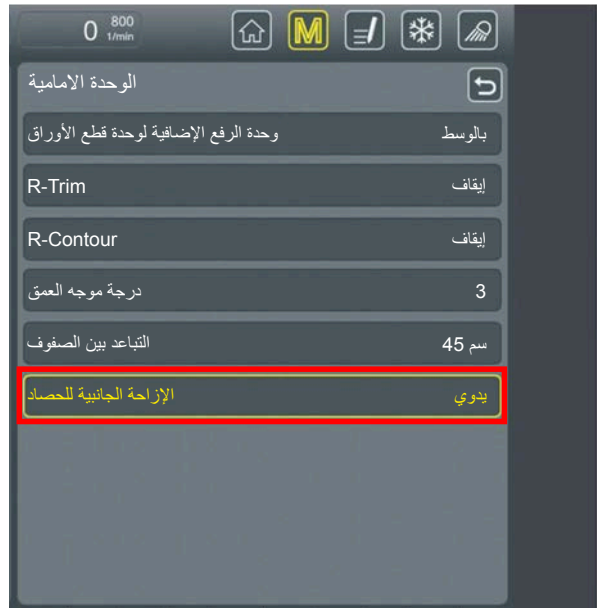 0 800 1/min
M
الوحدة الامامية
وحدة الرفع الإضافية لوحدة قطع الأوراق بالوسط
R-Trim إيقاف
R-Contour إيقاف
درجة موجه العمق 3
التباعد بين الصفوف 45 سم
الإزاحة الجانبية للحصاد يدوي